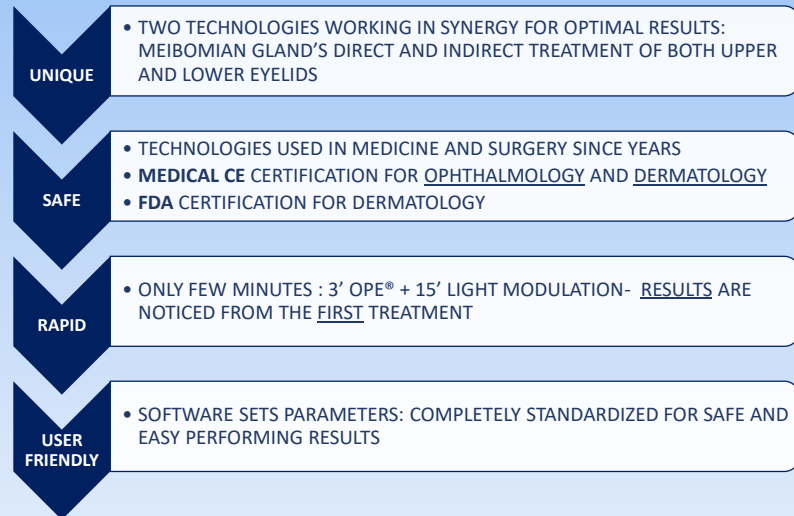 UNIQUE
• TWO TECHNOLOGIES WORKING IN SYNERGY FOR OPTIMAL RESULTS:
MEIBOMIAN GLAND’S DIRECT AND INDIRECT TREATMENT OF BOTH UPPER
AND LOWER EYELIDS
SAFE
• TECHNOLOGIES USED IN MEDICINE AND SURGERY SINCE YEARS
• MEDICAL CE CERTIFICATION FOR OPHTHALMOLOGY AND DERMATOLOGY
• FDA CERTIFICATION FOR DERMATOLOGY
RAPID
• ONLY FEW MINUTES : 3’ OPE® + 15’ LIGHT MODULATION- RESULTS ARE
NOTICED FROM THE FIRST TREATMENT
USER
FRIENDLY
• SOFTWARE SETS PARAMETERS: COMPLETELY STANDARDIZED FOR SAFE AND
EASY PERFORMING RESULTS